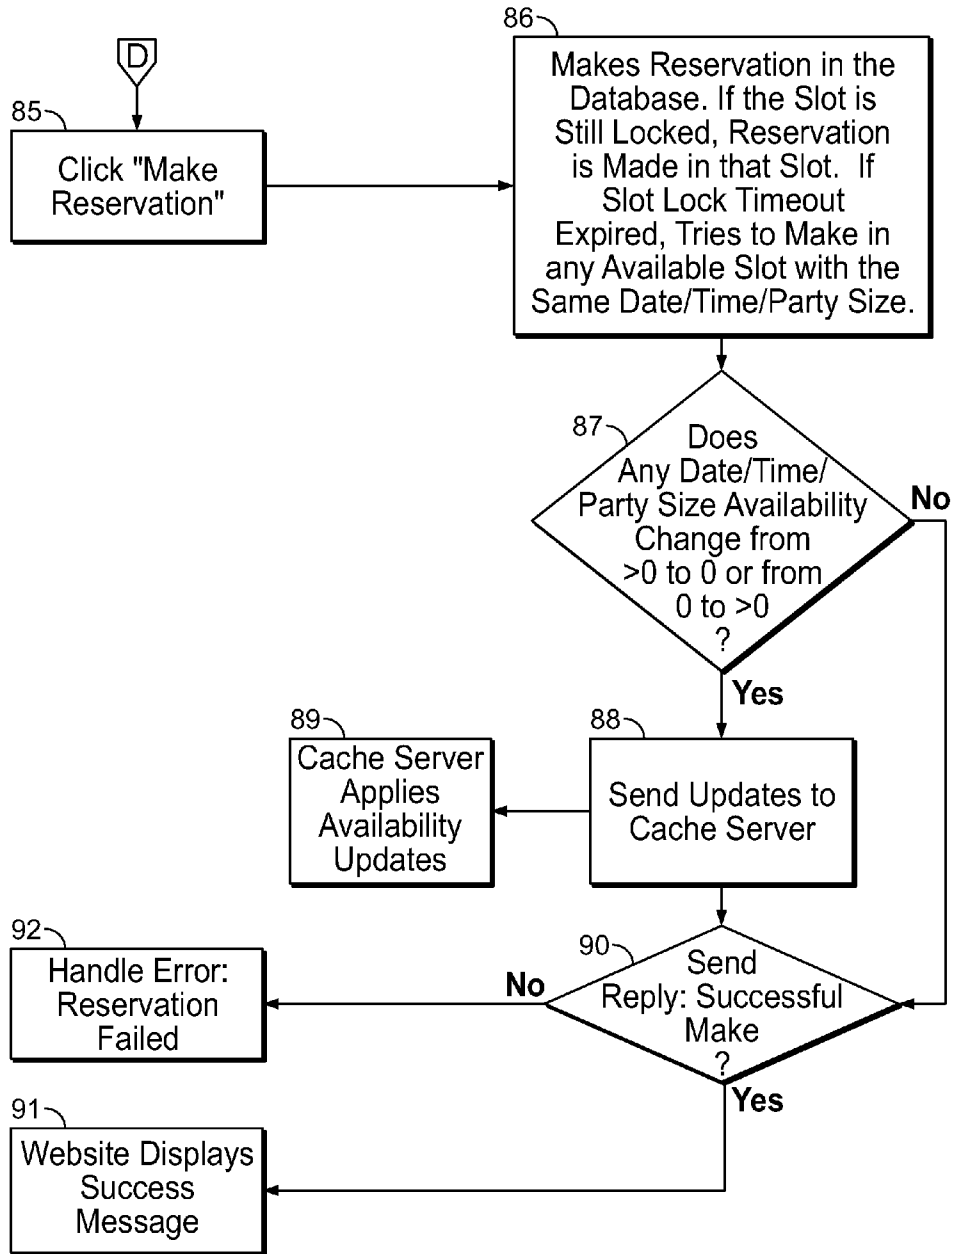 D
85
Click "Make
Reservation"
86
Makes Reservation in the
Database. If the Slot is
Still Locked, Reservation
is Made in that Slot. If
Slot Lock Timeout
Expired, Tries to Make in
any Available Slot with the
Same Date/Time/Party Size.
87
Does
Any Date/Time/
Party Size Availability
Change from
>0 to 0 or from
0 to >0
?
No
Yes
88
Send Updates to
Cache Server
89
Cache Server
Applies
Availability
Updates
90
Send
Reply: Successful
Make
?
No
Yes
92
Handle Error:
Reservation
Failed
91
Website Displays
Success
Message